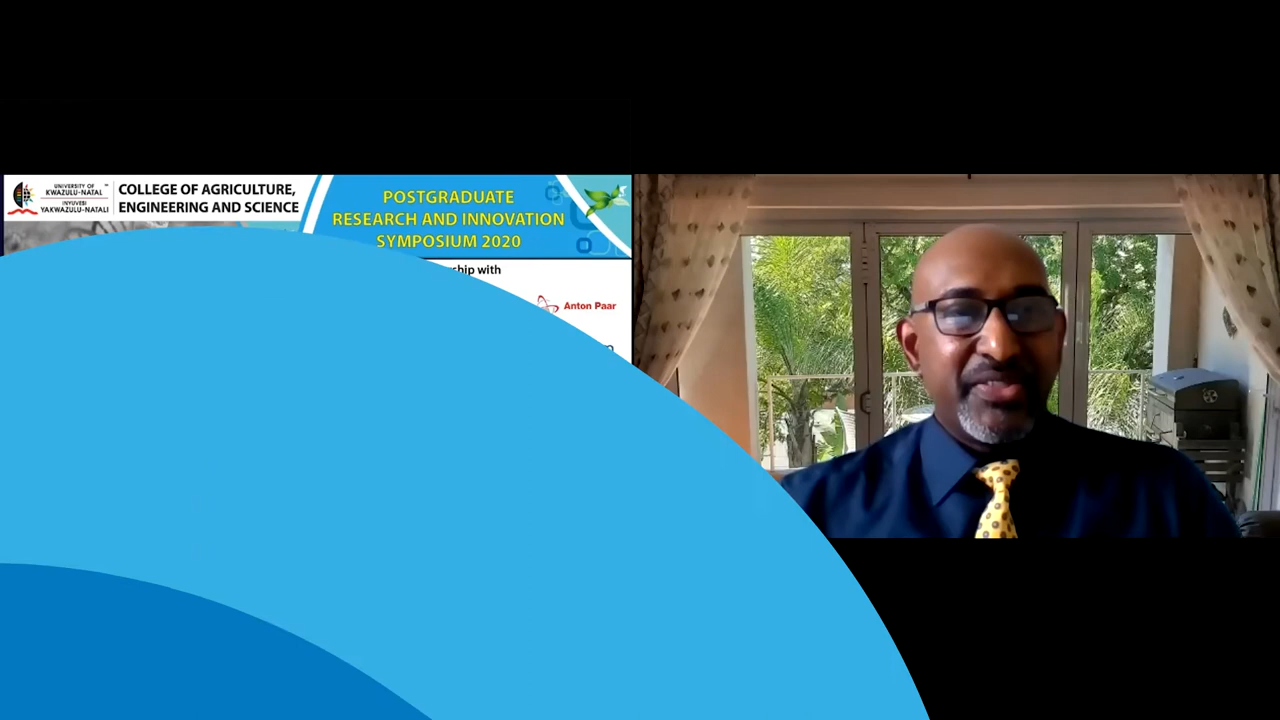 UNIVERSITY OF
KWAZULU-NATAL
INYUVESI
YAKWAZULU-NATALI
COLLEGE OF AGRICULTURE,
ENGINEERING AND SCIENCE
POSTGRADUATE
RESEARCH AND INNOVATION
SYMPOSIUM 2020
with
Anton Paar